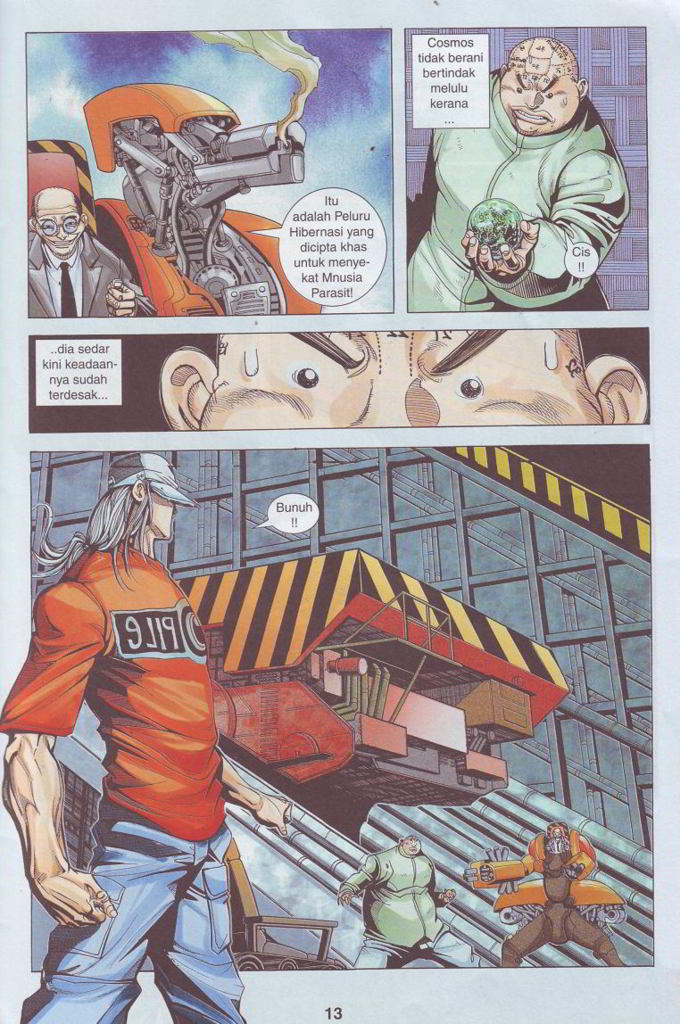 Itu
adalah Peluru
Hibernasi yang
dicipta khas
untuk menye-
kat Mnusia
Parasit!
Cosmos
tidak berani
bertindak
melulu
kerana
...
Cis
!!
..dia sedar
kini keadaan-
nya sudah
terdesak...
Bunuh
!!
13